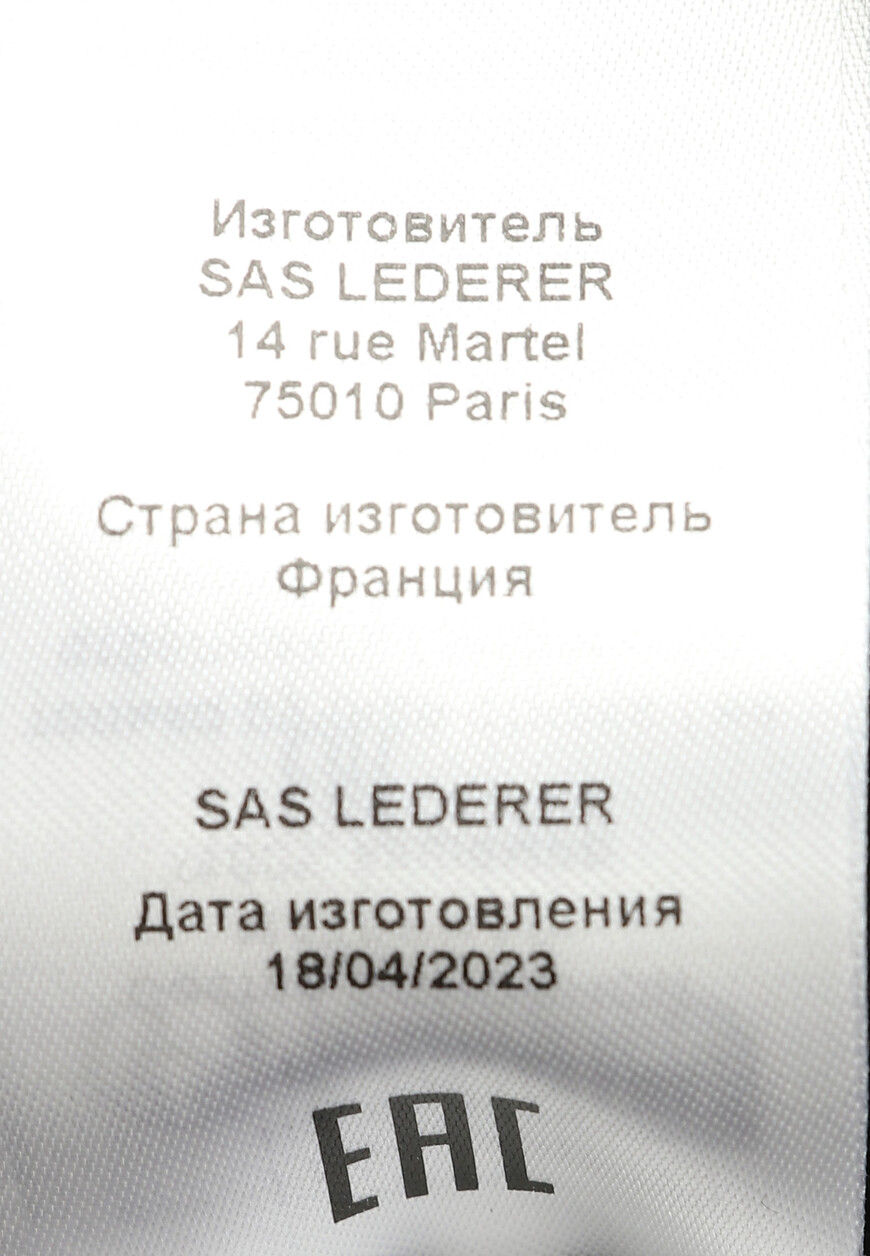 Изготовитель
SAS LEDERER
14 rue Martel
75010 Paris
Страна изготовитель
Франция
SAS LEDERER
Дата изготовления
18/04/2023
EAC